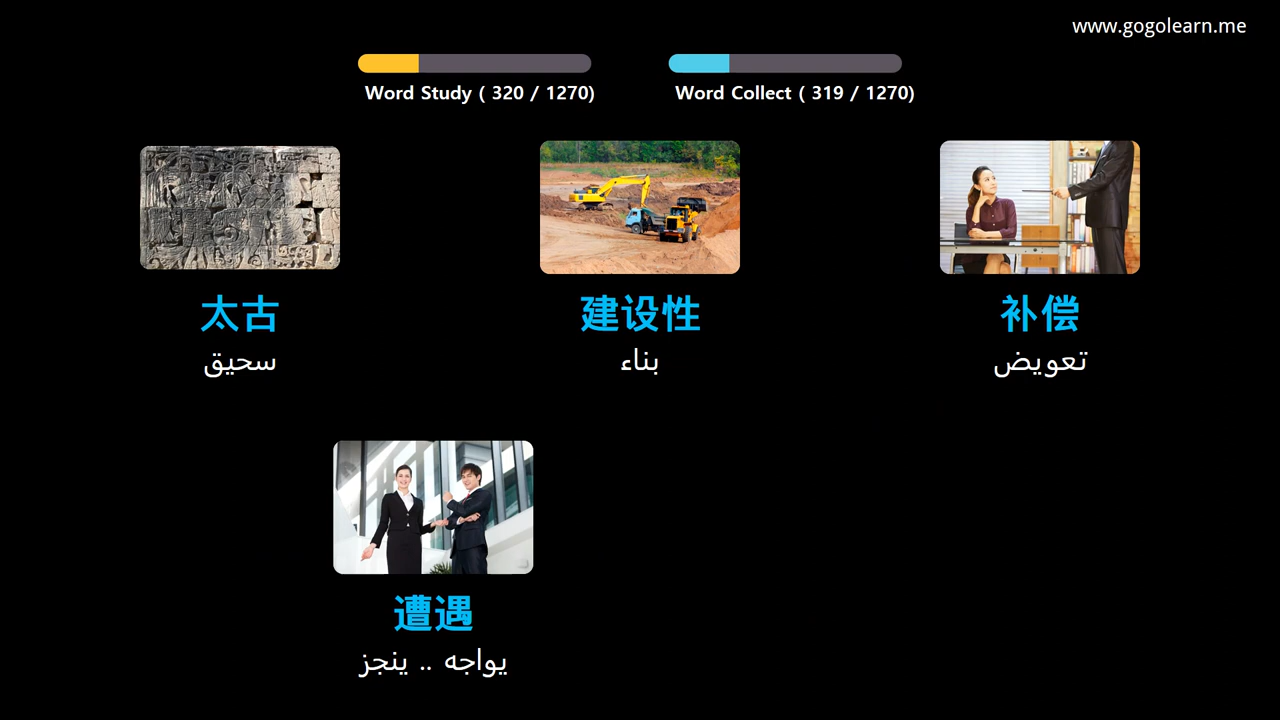 www.gogolearn.me
Word Study ( 320 / 1270)
Word Collect ( 319 / 1270)
太古
建设性
补偿
سحيق
بناء
تعويض
遭遇
يواجه .. ينجز